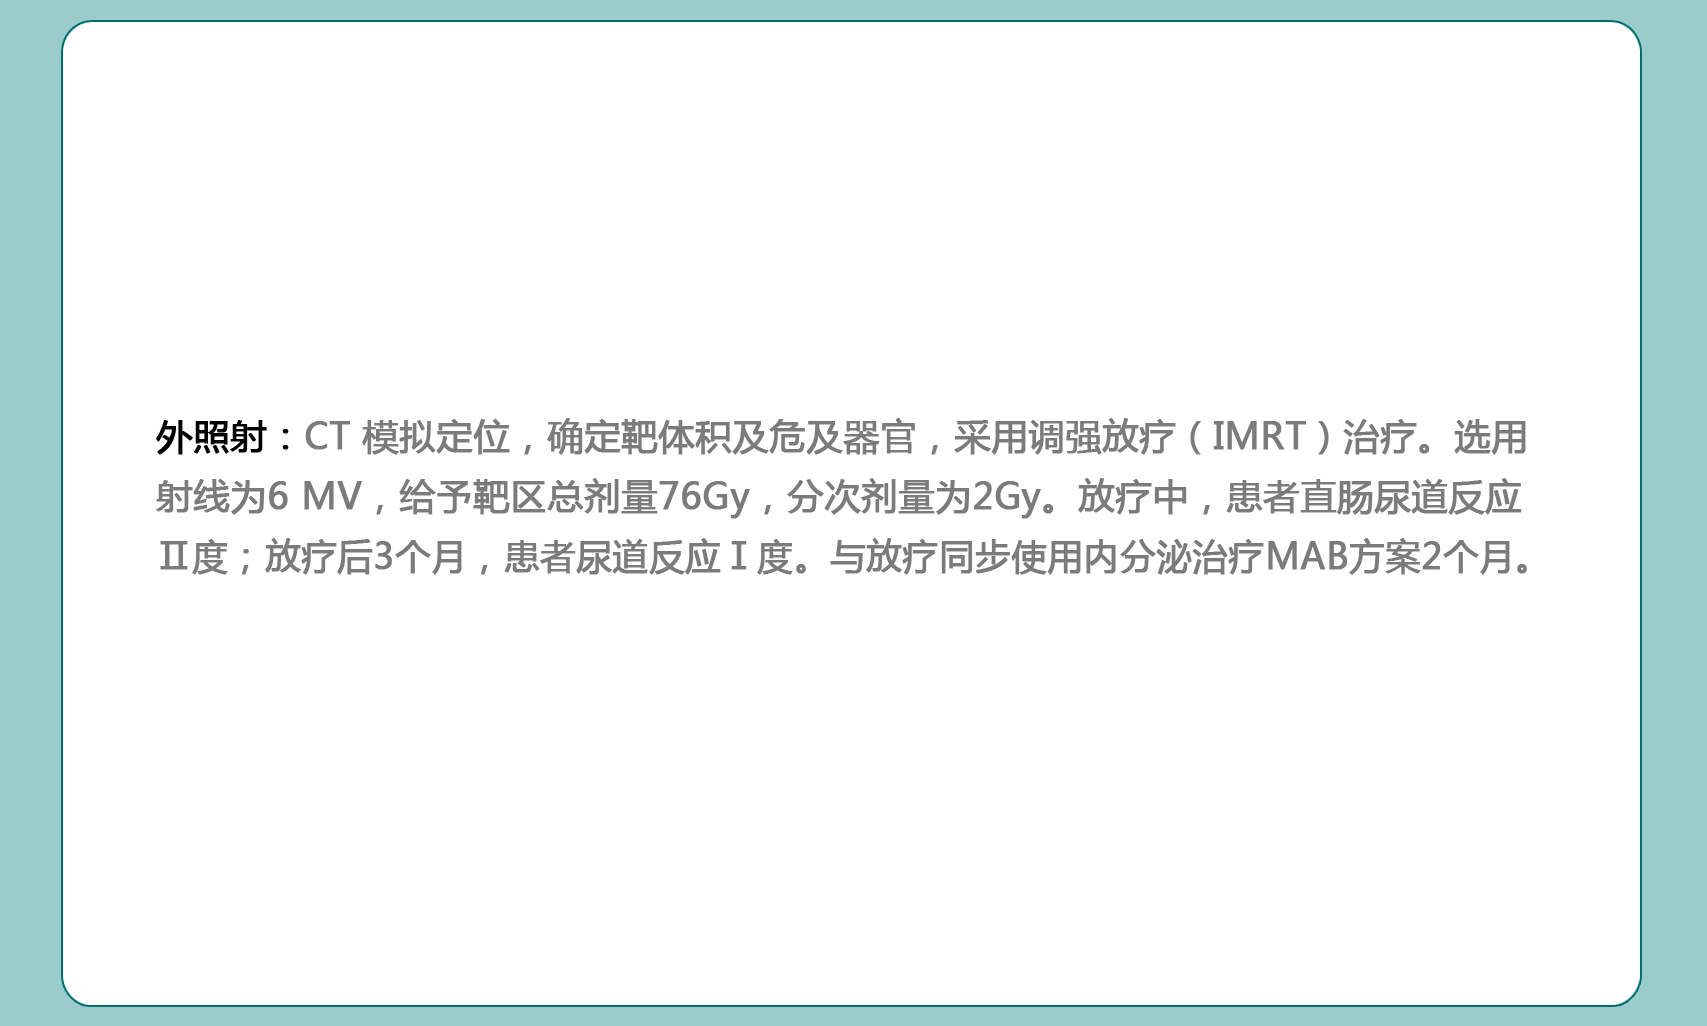 外照射：CT 模拟定位，确定靶体积及危及器官，采用调强放疗（IMRT）治疗。选用
射线为6 MV，给予靶区总剂量76Gy，分次剂量为2Gy。放疗中，患者直肠尿道反应
Ⅱ度；放疗后3个月，患者尿道反应Ⅰ度。与放疗同步使用内分泌治疗MAB方案2个月。